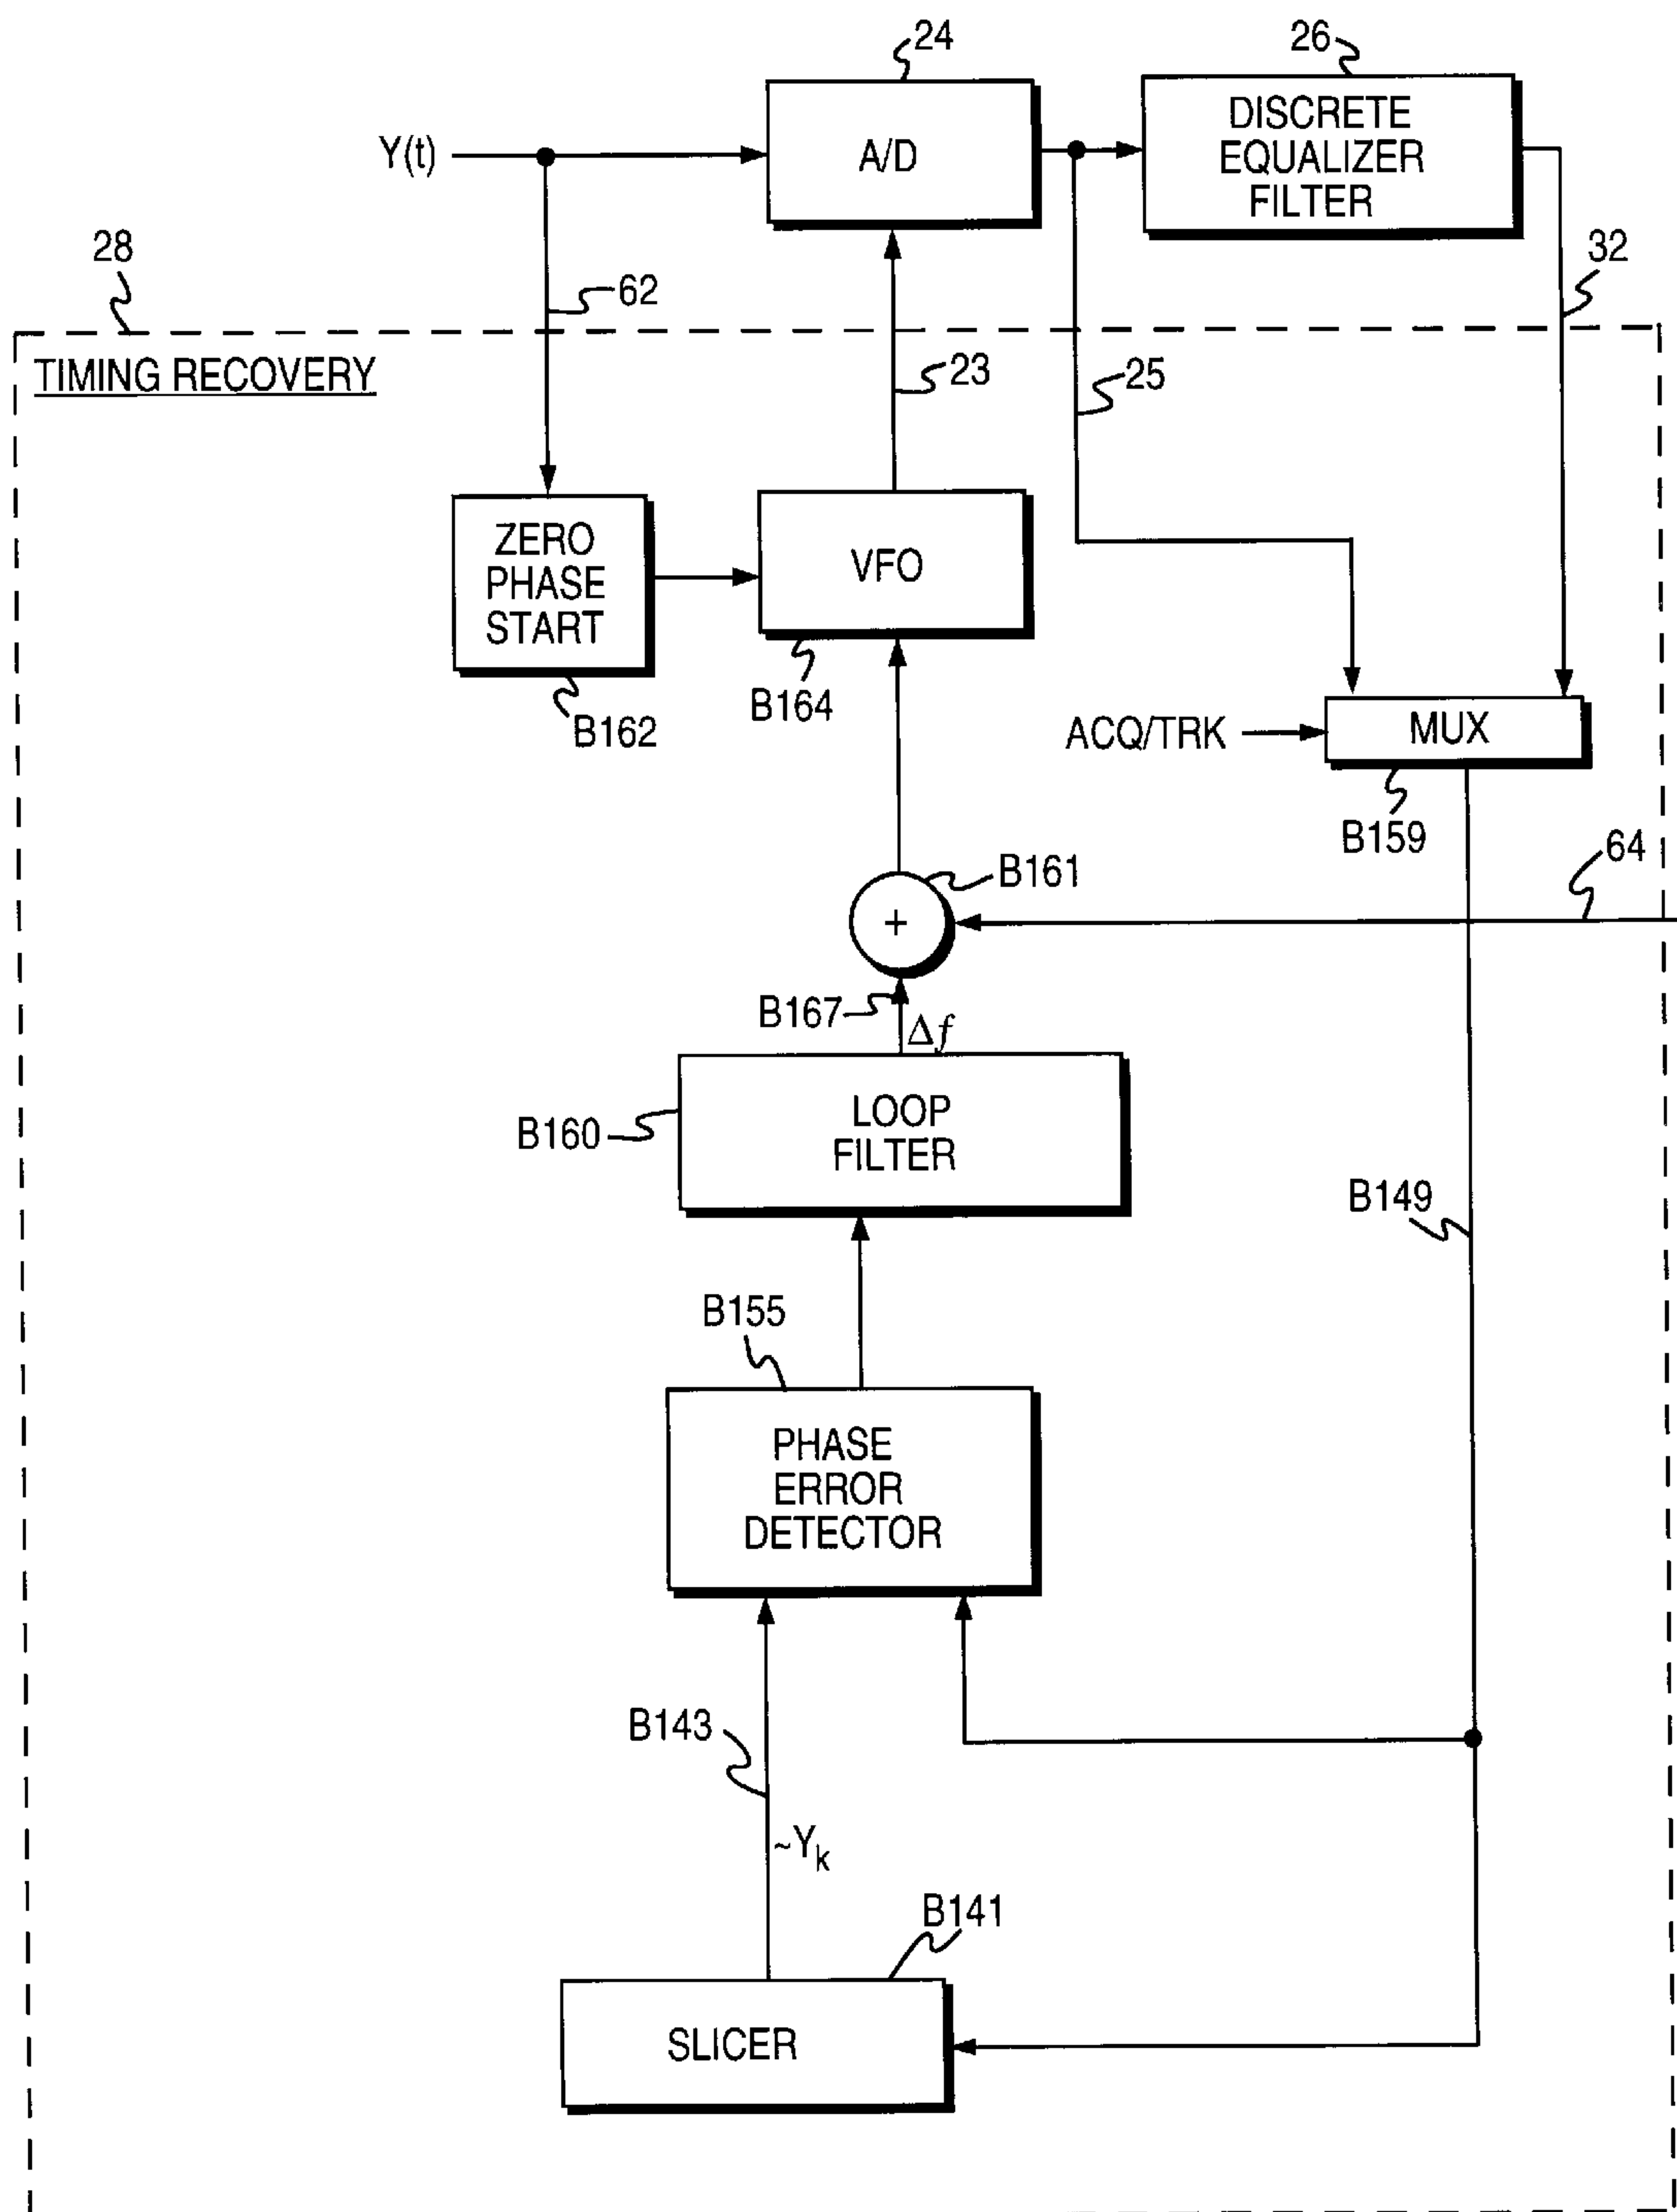 24
26
A/D
DISCRETE
EQUALIZER
FILTER
Y(t)
28
62
32
TIMING RECOVERY
23
25
ZERO
PHASE
START
VFO
B162
B164
ACQ/TRK
MUX
B159
64
B161
+
B167
Δf
LOOP
FILTER
B160
B149
B155
PHASE
ERROR
DETECTOR
B143
~Yk
B141
SLICER